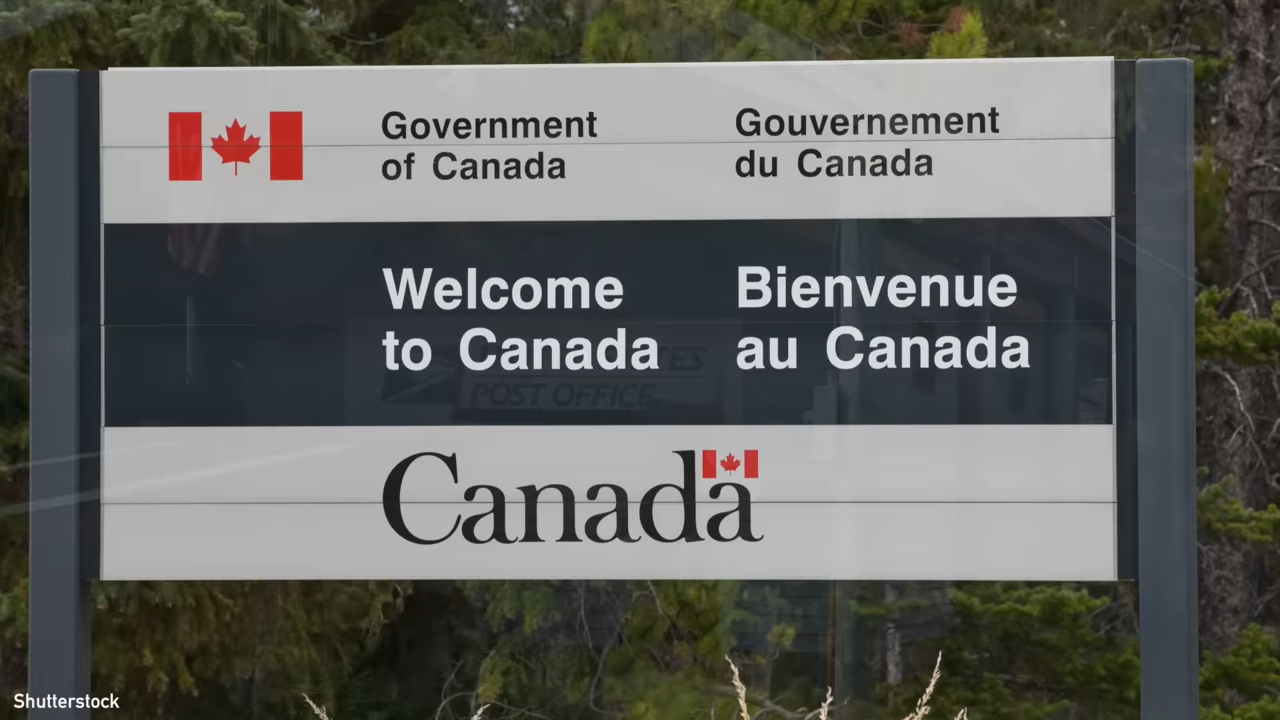 Government
of Canada
Gouvernement
du Canada
Welcome
to Canada
Bienvenue
au Canada
POST OFFICE
Canada
Shutterstock